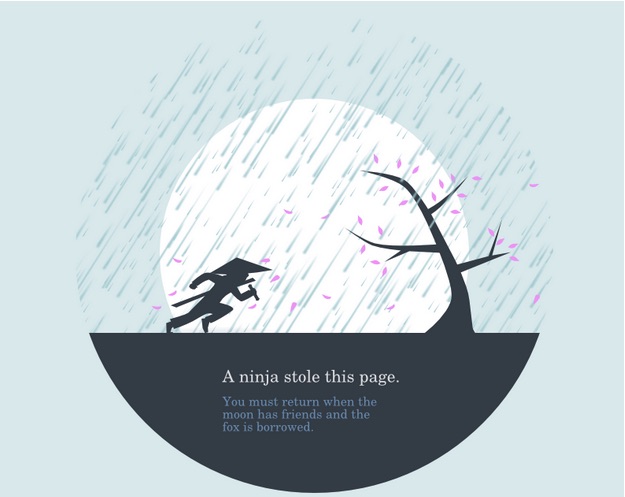 A ninja stole this page.
You must return when the
moon has friends and the
fox is borrowed.